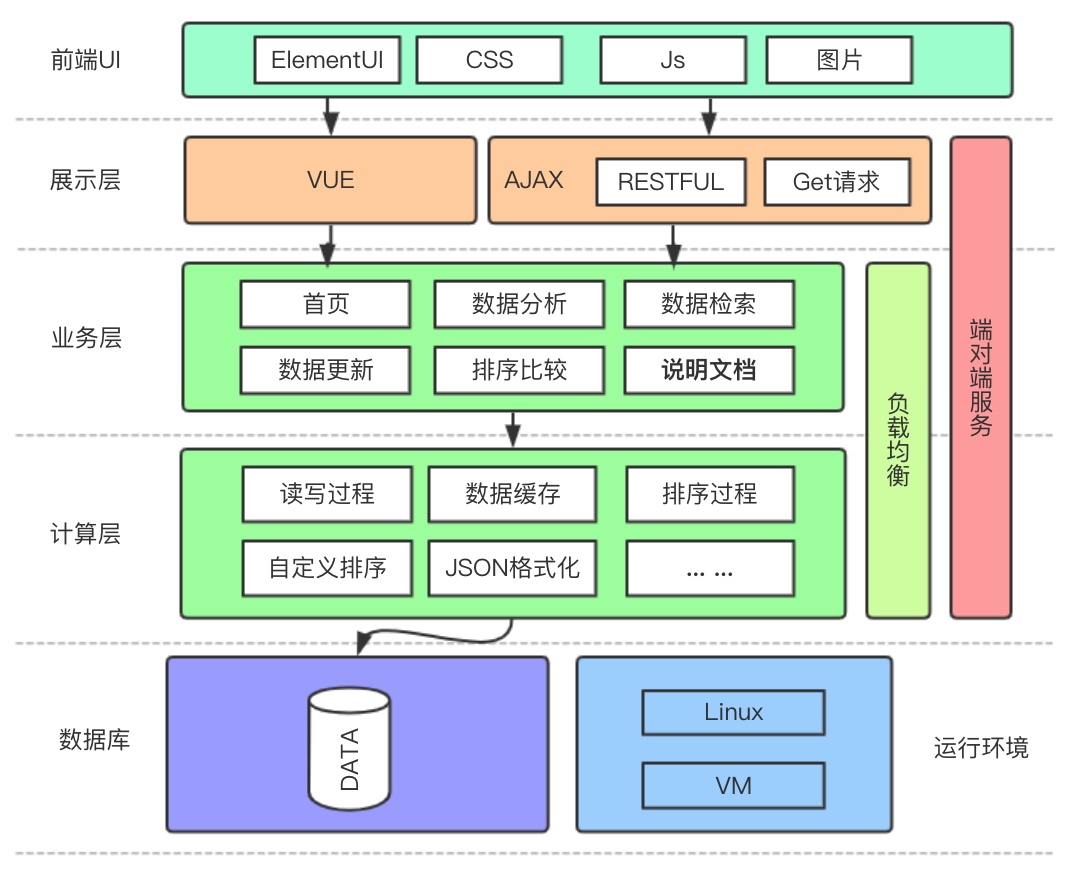 前端UI
ElementUI
CSS
Js
图片
展示层
VUE
AJAX
RESTFUL
Get请求
业务层
首页
数据分析
数据检索
数据更新
排序比较
说明文档
计算层
读写过程
数据缓存
排序过程
自定义排序
JSON格式化
... ...
负载均衡
端对端服务
数据库
DATA
Linux
VM
运行环境